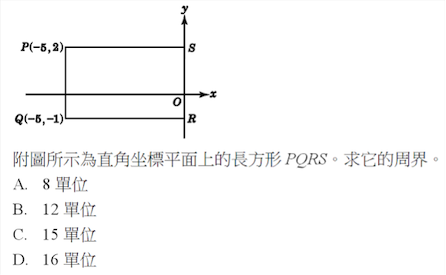 y
P(-5,2) S
O x
Q(-5,-1) R
附圖所示為直角坐標平面上的長方形 PQRS。求它的周界。
A. 8 單位
B. 12 單位
C. 15 單位
D. 16 單位